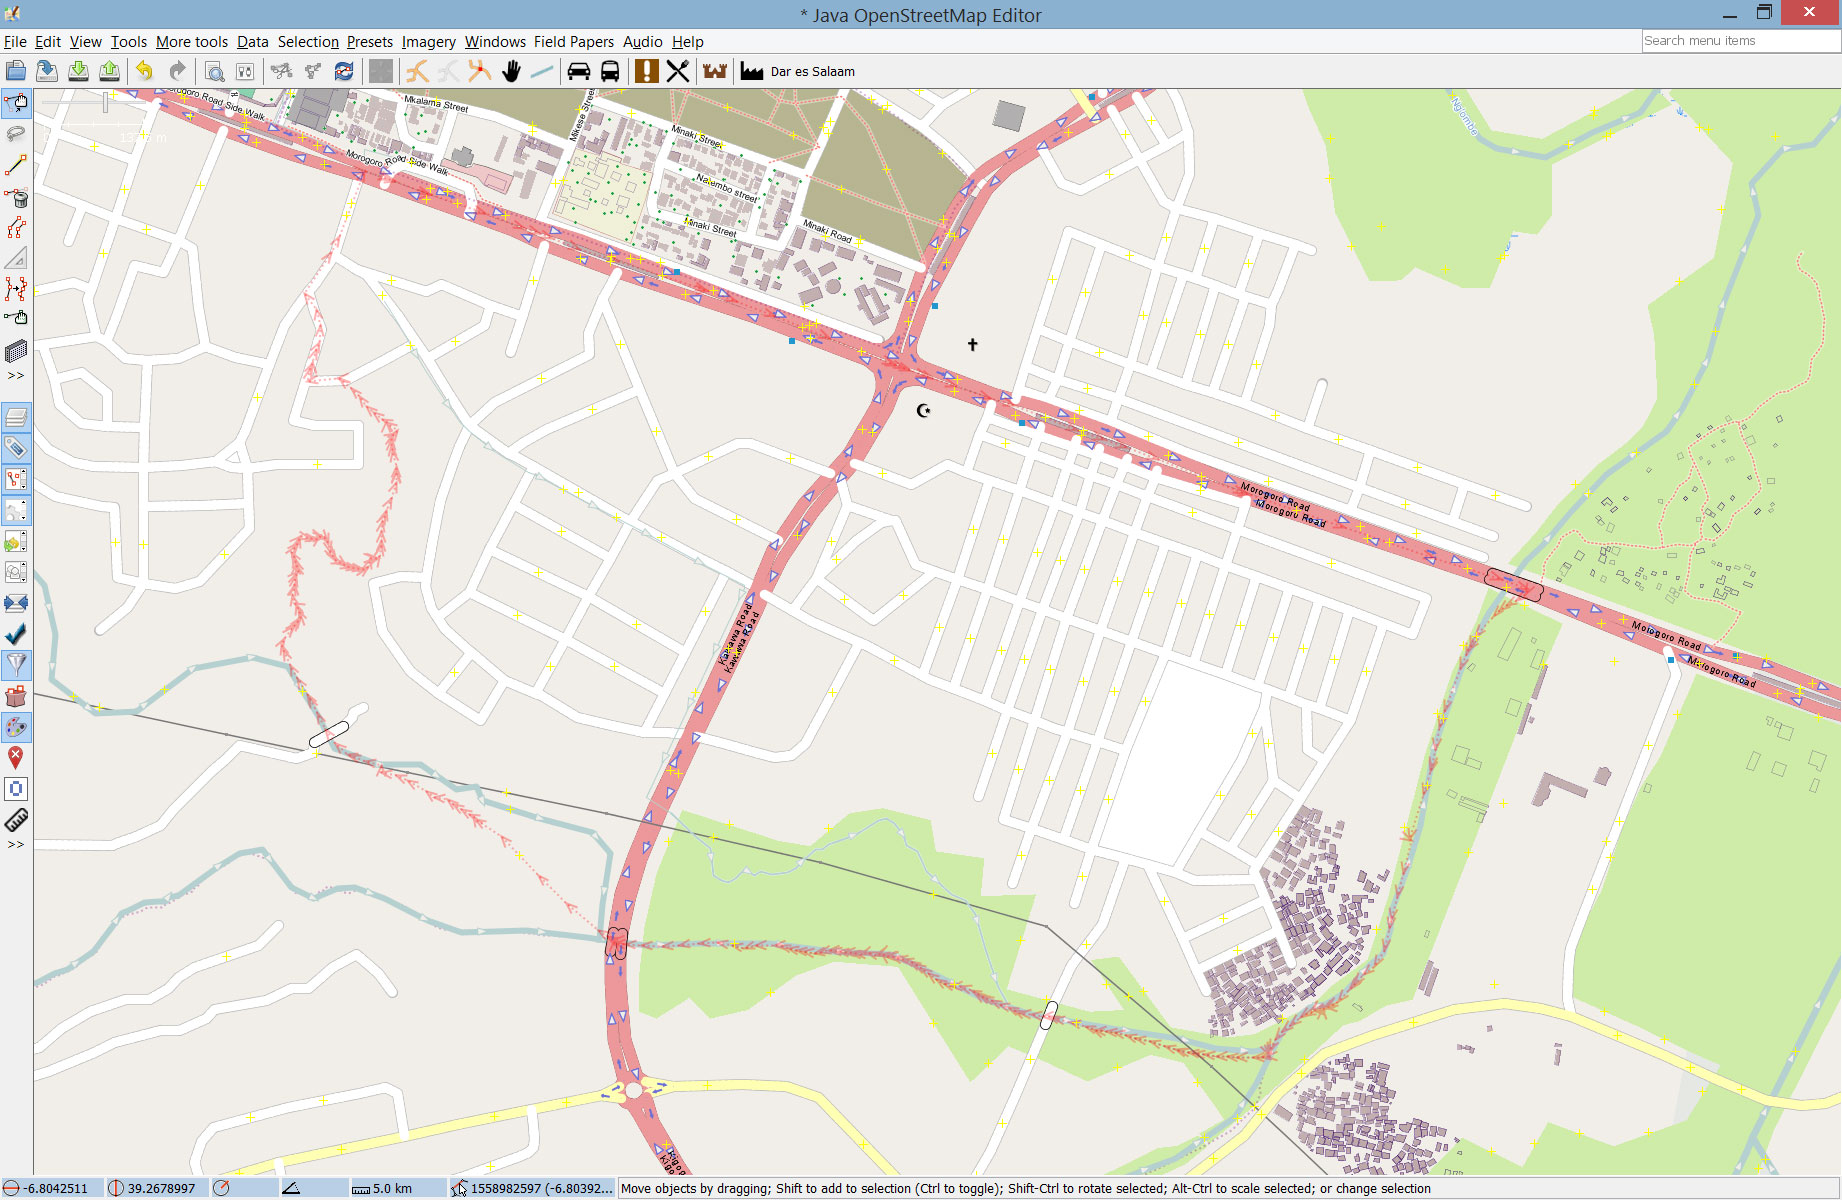 * Java OpenStreetMap Editor
File Edit View Tools More tools Data Selection Presets Imagery Windows Field Papers Audio Help
Search menu items
Dar es Salaam
Road Side Walk
Mkalama Street
Mikese Street
Minaki Street
Morogoro Road Side Walk
street
Minaki Street
Minaki Road
Ngombe
Morogoro Road
Morogoro Road
Kawawa Road
Kawawa Road
Morogoro Road
Morogoro Road
>>
>>
-6.8042511
39.2678997
5.0 km
1558982597 (-6.80392...
Move objects by dragging; Shift to add to selection (Ctrl to toggle); Shift-Ctrl to rotate selected; Alt-Ctrl to scale selected; or change selection